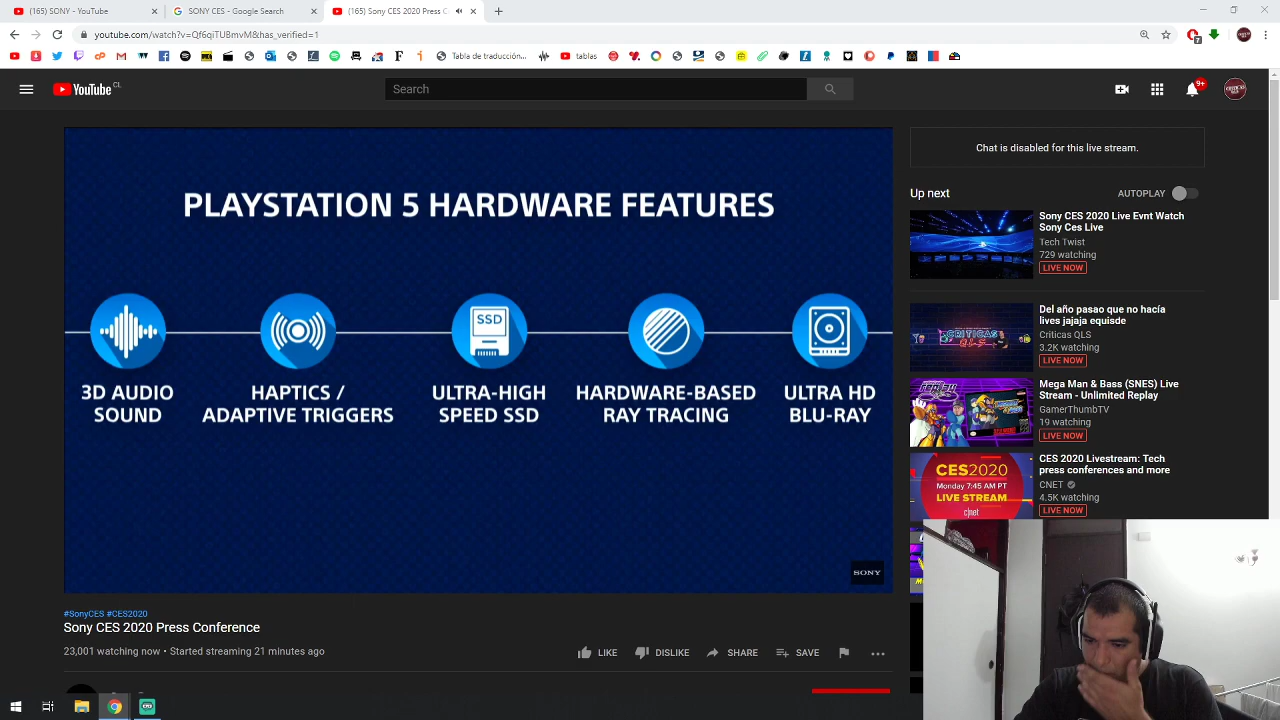 (165) SONY - YouTube
SONY CES - Google Search
(165) Sony CES 2020 Press C
youtube.com/watch?v=Qf6qiTUBmvM&has_verified=1
Tabla de traducción...
tablas
YouTube CL
Search
9+
PLAYSTATION 5 HARDWARE FEATURES
SSD
3D AUDIO
SOUND
HAPTICS /
ADAPTIVE TRIGGERS
ULTRA-HIGH
SPEED SSD
HARDWARE-BASED
RAY TRACING
ULTRA HD
BLU-RAY
SONY
#SonyCES #CES2020
Sony CES 2020 Press Conference
23,001 watching now • Started streaming 21 minutes ago
LIKE
DISLIKE
SHARE
SAVE
Chat is disabled for this live stream.
Up next
AUTOPLAY
Sony CES 2020 Live Evnt Watch
Sony Ces Live
Tech Twist
729 watching
LIVE NOW
CRITICAS
Del año pasao que no hacía
lives jajaja equisde
Criticas QLS
3.2K watching
LIVE NOW
Mega Man & Bass (SNES) Live
Stream - Unlimited Replay
GamerThumbTV
19 watching
LIVE NOW
CES2020
Monday 7:45 AM PT
LIVE STREAM
c|net
CES 2020 Livestream: Tech
press conferences and more
CNET
4.5K watching
LIVE NOW